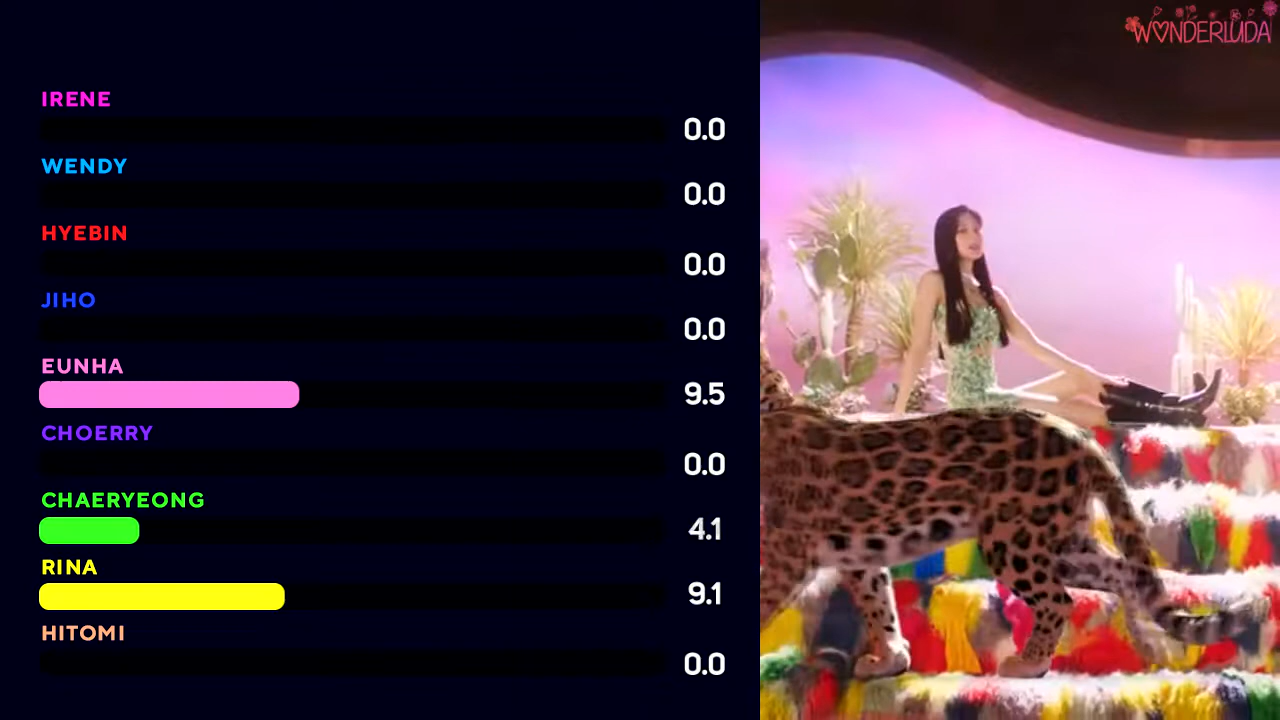 WONDERLUDA
IRENE
0.0
WENDY
0.0
HYEBIN
0.0
JIHO
0.0
EUNHA
9.5
CHOERRY
0.0
CHAERYEONG
4.1
RINA
9.1
HITOMI
0.0